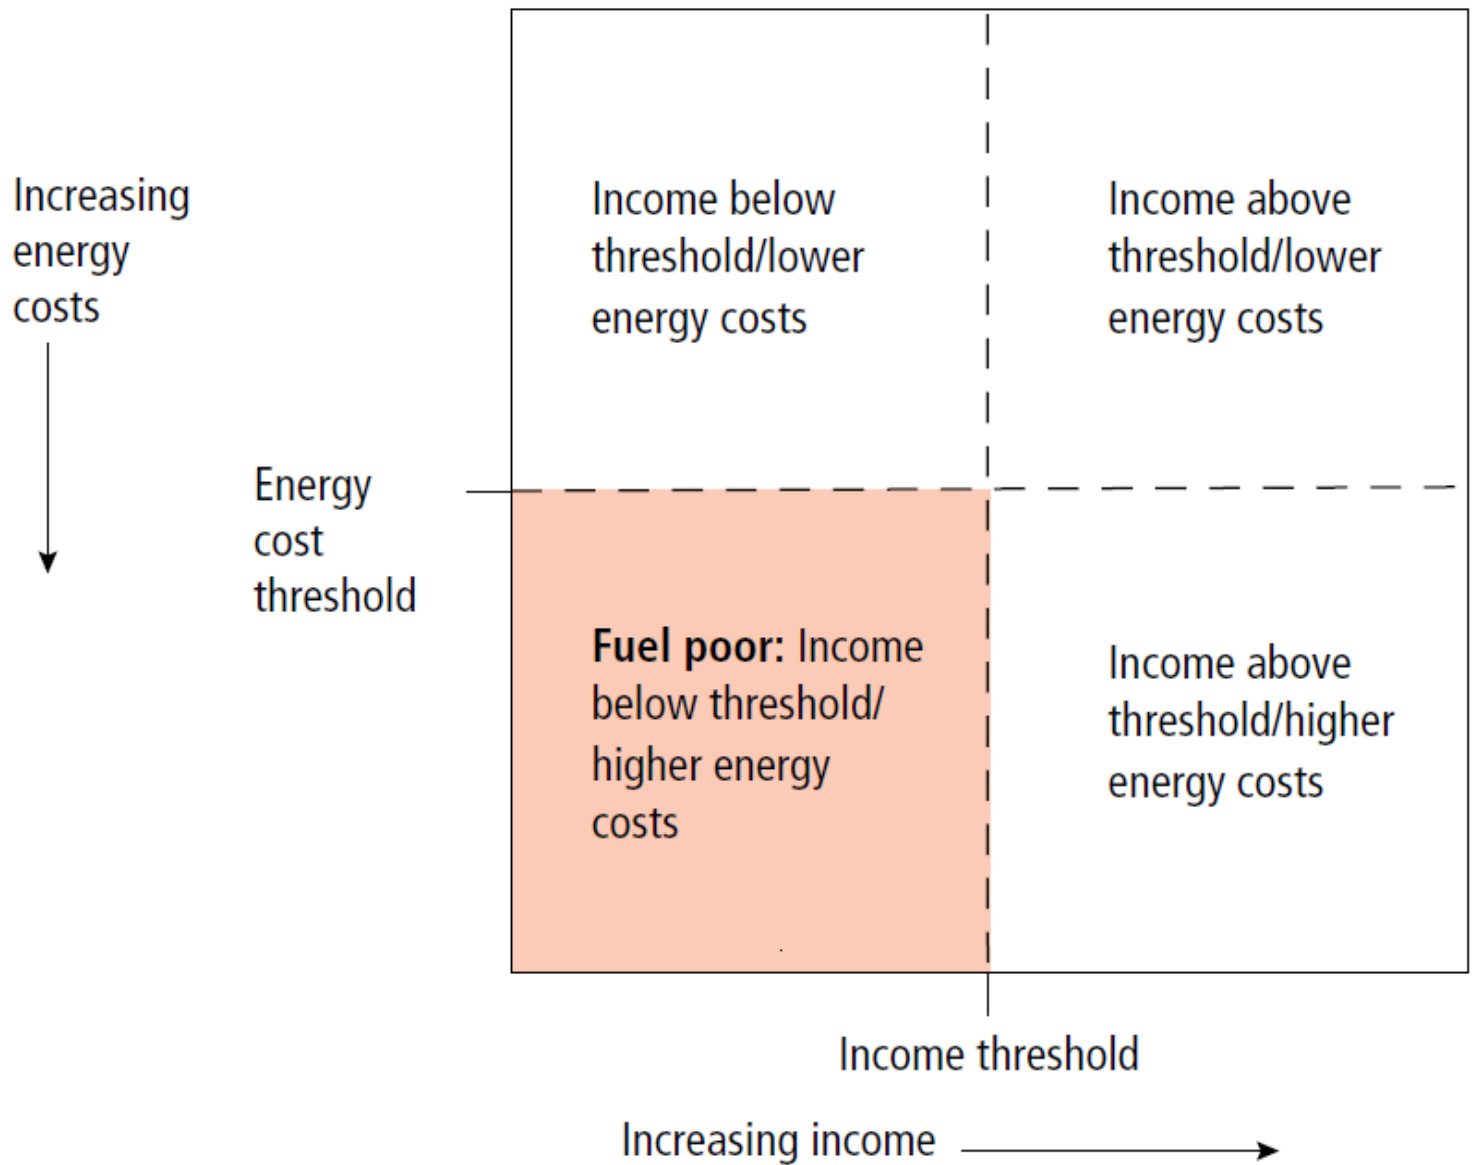 Increasing
energy
costs
Income below
threshold/lower
energy costs
Income above
threshold/lower
energy costs
Energy
cost
threshold
Fuel poor: Income
below threshold/
higher energy
costs
Income above
threshold/higher
energy costs
Income threshold
Increasing income